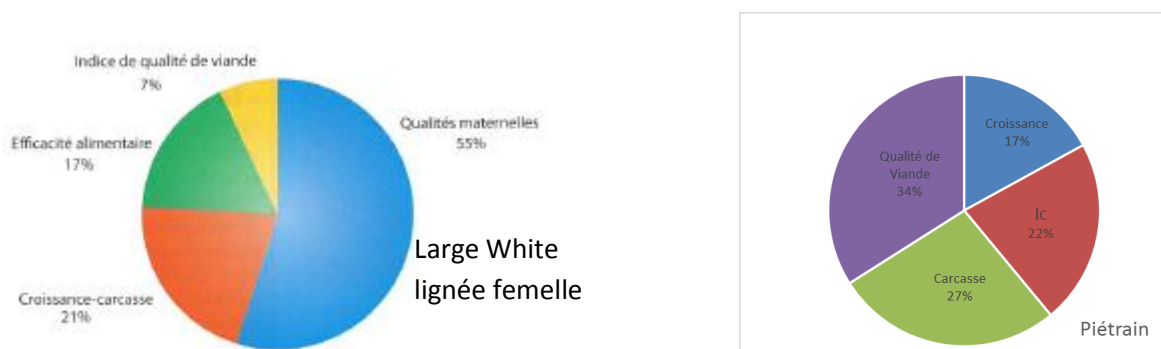 Indice de qualité de viande
7%
Efficacité alimentaire
17%
Qualités maternelles
55%
Croissance-carcasse
21%
Large White
lignée femelle
Croissance
17%
Qualité de
Viande
34%
Ic
22%
Carcasse
27%
Piétrain